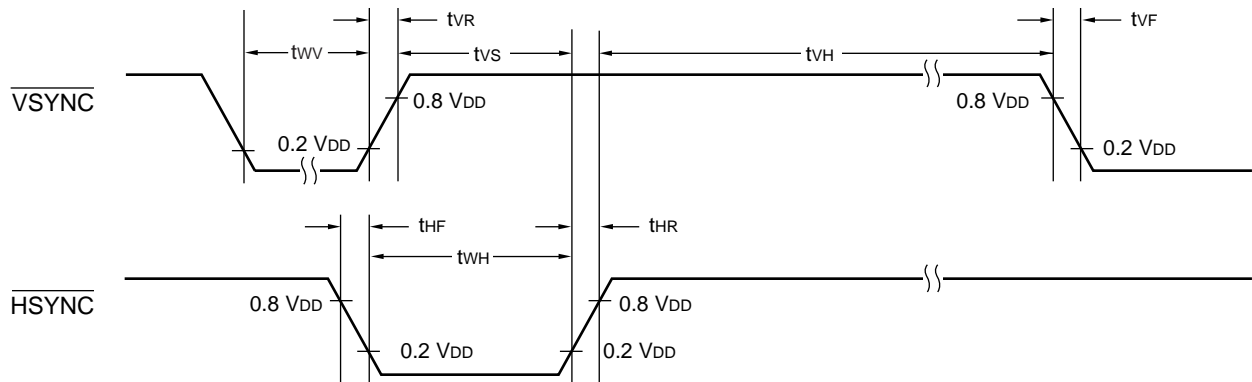 tVR
tVF
tWV
tVS
tVH
VSYNC
0.8 VDD
0.8 VDD
0.2 VDD
0.2 VDD
tHF
tHR
tWH
HSYNC
0.8 VDD
0.8 VDD
0.2 VDD
0.2 VDD